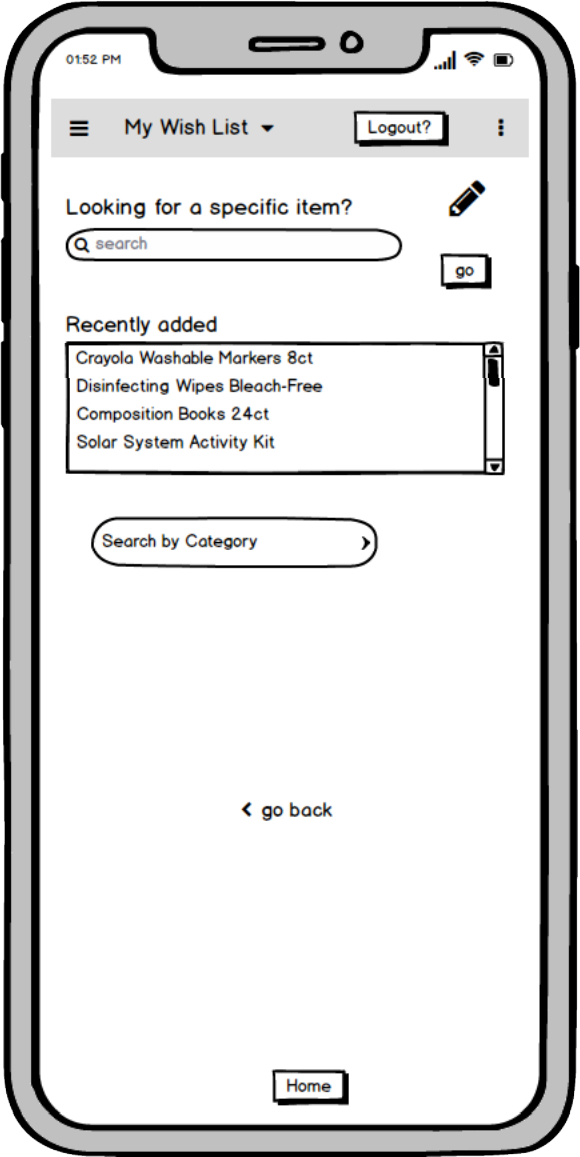 01:52 PM
My Wish List
Logout?
Looking for a specific item?
search
go
Recently added
Crayola Washable Markers 8ct
Disinfecting Wipes Bleach-Free
Composition Books 24ct
Solar System Activity Kit
Search by Category
go back
Home